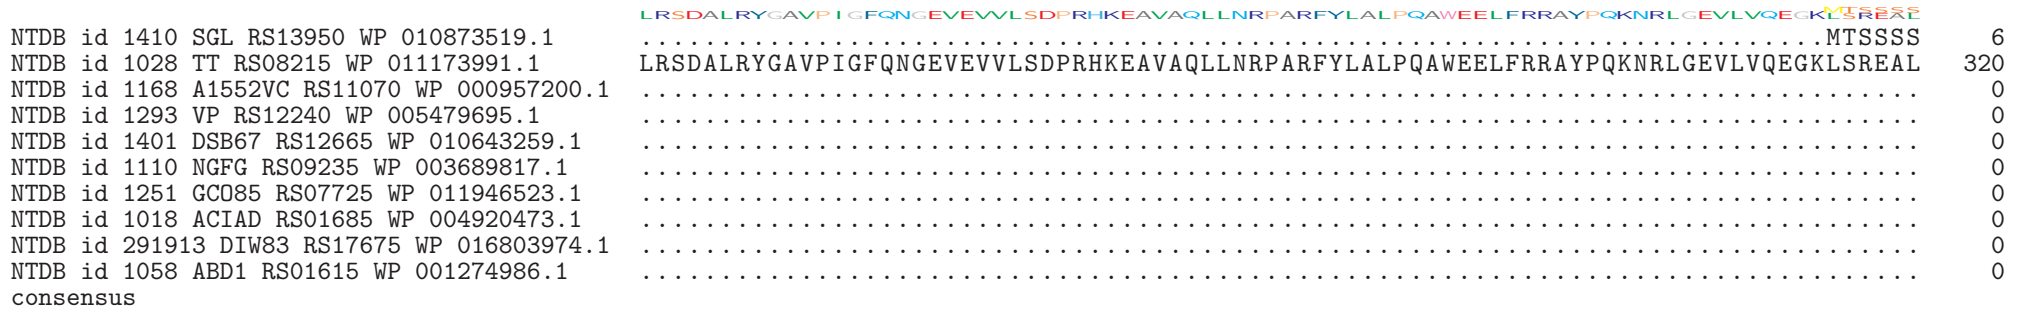 LRSDALRYGAVPIGFQNGEVEVVLSDPRHKEAVAQLLNRPARFYLALPQAWEELFRRAYPQKNRLGEVLVQEGKLSREAL
NTDB id 1410 SGL RS13950 WP 010873519.1 ..........................................................................MTSSSS 6
NTDB id 1028 TT RS08215 WP 011173991.1 LRSDALRYGAVPIGFQNGEVEVVLSDPRHKEAVAQLLNRPARFYLALPQAWEELFRRAYPQKNRLGEVLVQEGKLSREAL 320
NTDB id 1168 A1552VC RS11070 WP 000957200.1 ................................................................................ 0
NTDB id 1293 VP RS12240 WP 005479695.1 ................................................................................ 0
NTDB id 1401 DSB67 RS12665 WP 010643259.1 ................................................................................ 0
NTDB id 1110 NGFG RS09235 WP 003689817.1 ................................................................................ 0
NTDB id 1251 GCO85 RS07725 WP 011946523.1 ................................................................................ 0
NTDB id 1018 ACIAD RS01685 WP 004920473.1 ................................................................................ 0
NTDB id 291913 DIW83 RS17675 WP 016803974.1 ................................................................................ 0
NTDB id 1058 ABD1 RS01615 WP 001274986.1 ................................................................................ 0
consensus